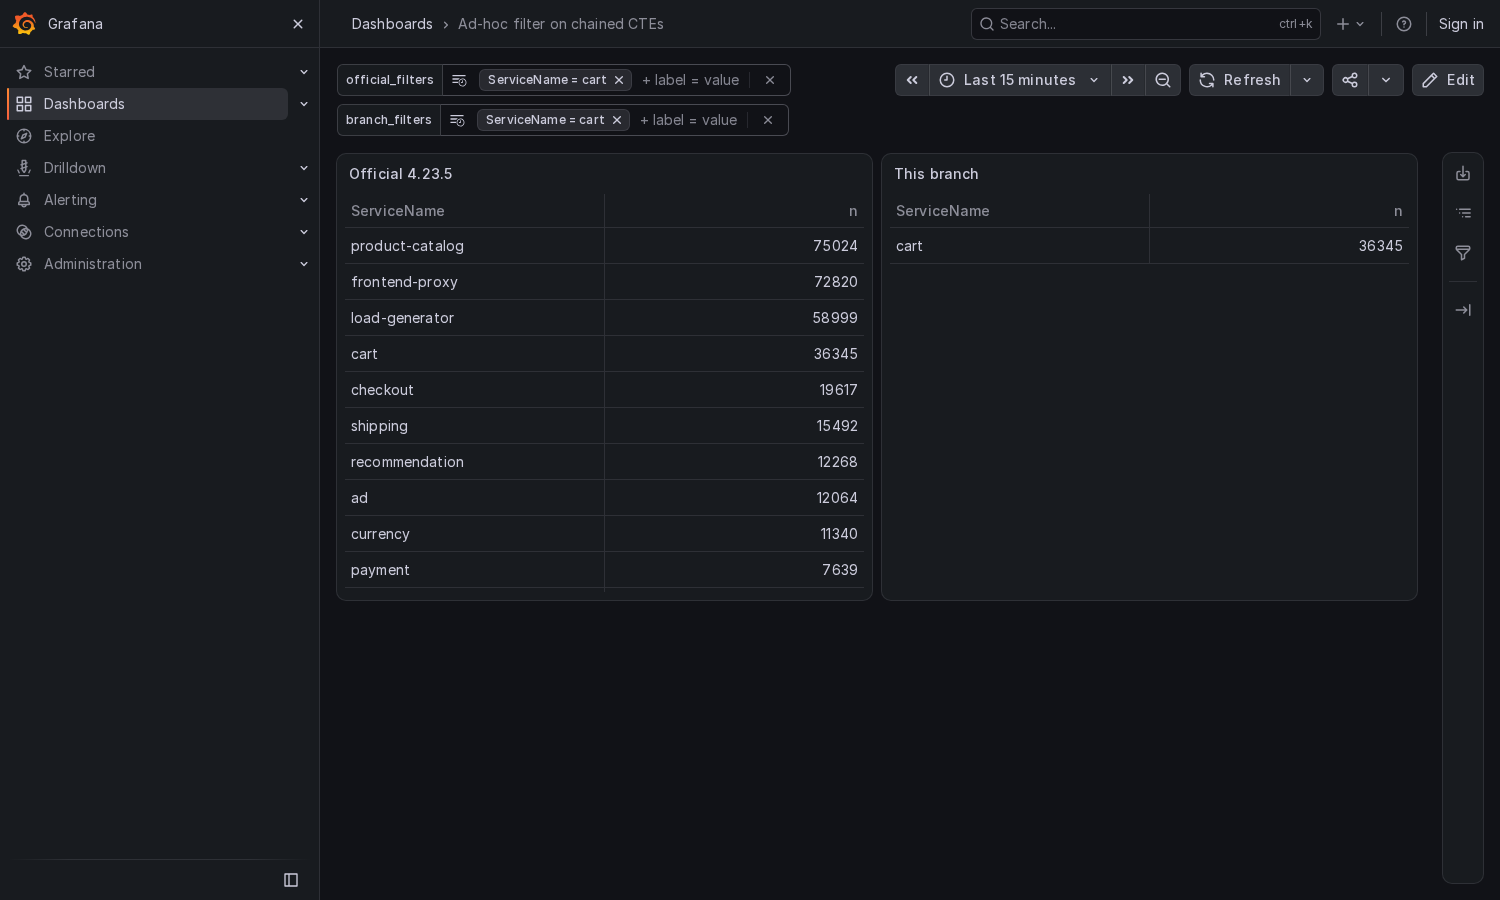 Grafana
Dashboards › Ad-hoc filter on chained CTEs
Search...
ctrl+k
Sign in
Starred
Dashboards
Explore
Drilldown
Alerting
Connections
Administration
official_filters
ServiceName = cart
+ label = value
Last 15 minutes
Refresh
Edit
branch_filters
ServiceName = cart
+ label = value
Official 4.23.5
ServiceName n
product-catalog 75024
frontend-proxy 72820
load-generator 58999
cart 36345
checkout 19617
shipping 15492
recommendation 12268
ad 12064
currency 11340
payment 7639
This branch
ServiceName n
cart 36345